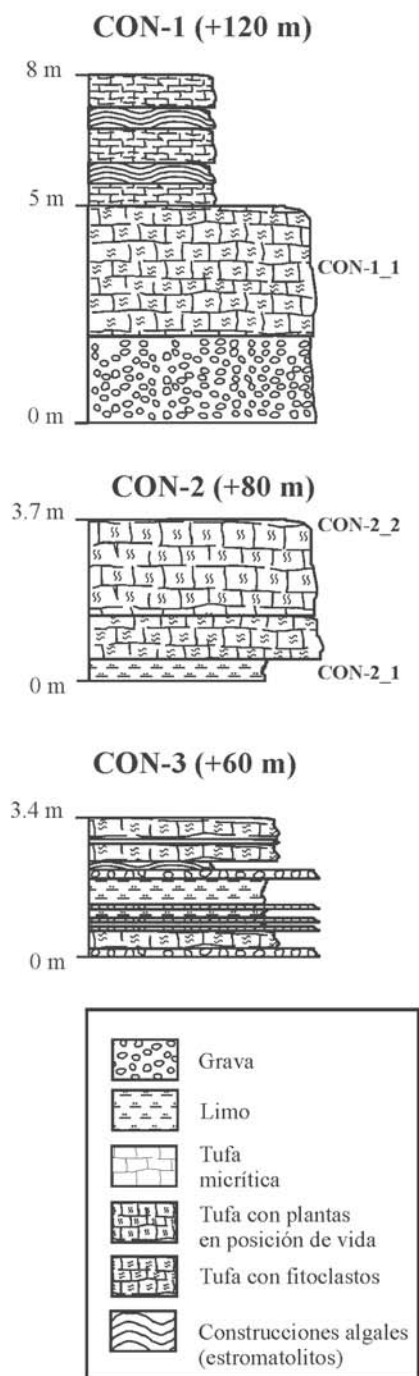 CON-1 (+120 m)
8 m
5 m
CON-1_1
0 m
CON-2 (+80 m)
3.7 m
CON-2_2
CON-2_1
0 m
CON-3 (+60 m)
3.4 m
0 m
Grava
Limo
Tufa
micrítica
Tufa con plantas
en posición de vida
Tufa con fitoclastos
Construcciones algales
(estromatolitos)